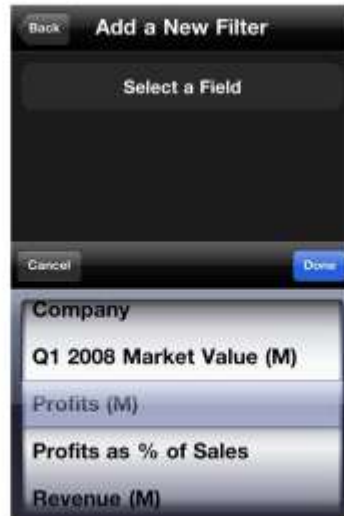 Back Add a New Filter
Select a Field
Cancel Done
Company
Q1 2008 Market Value (M)
Profits (M)
Profits as % of Sales
Revenue (M)